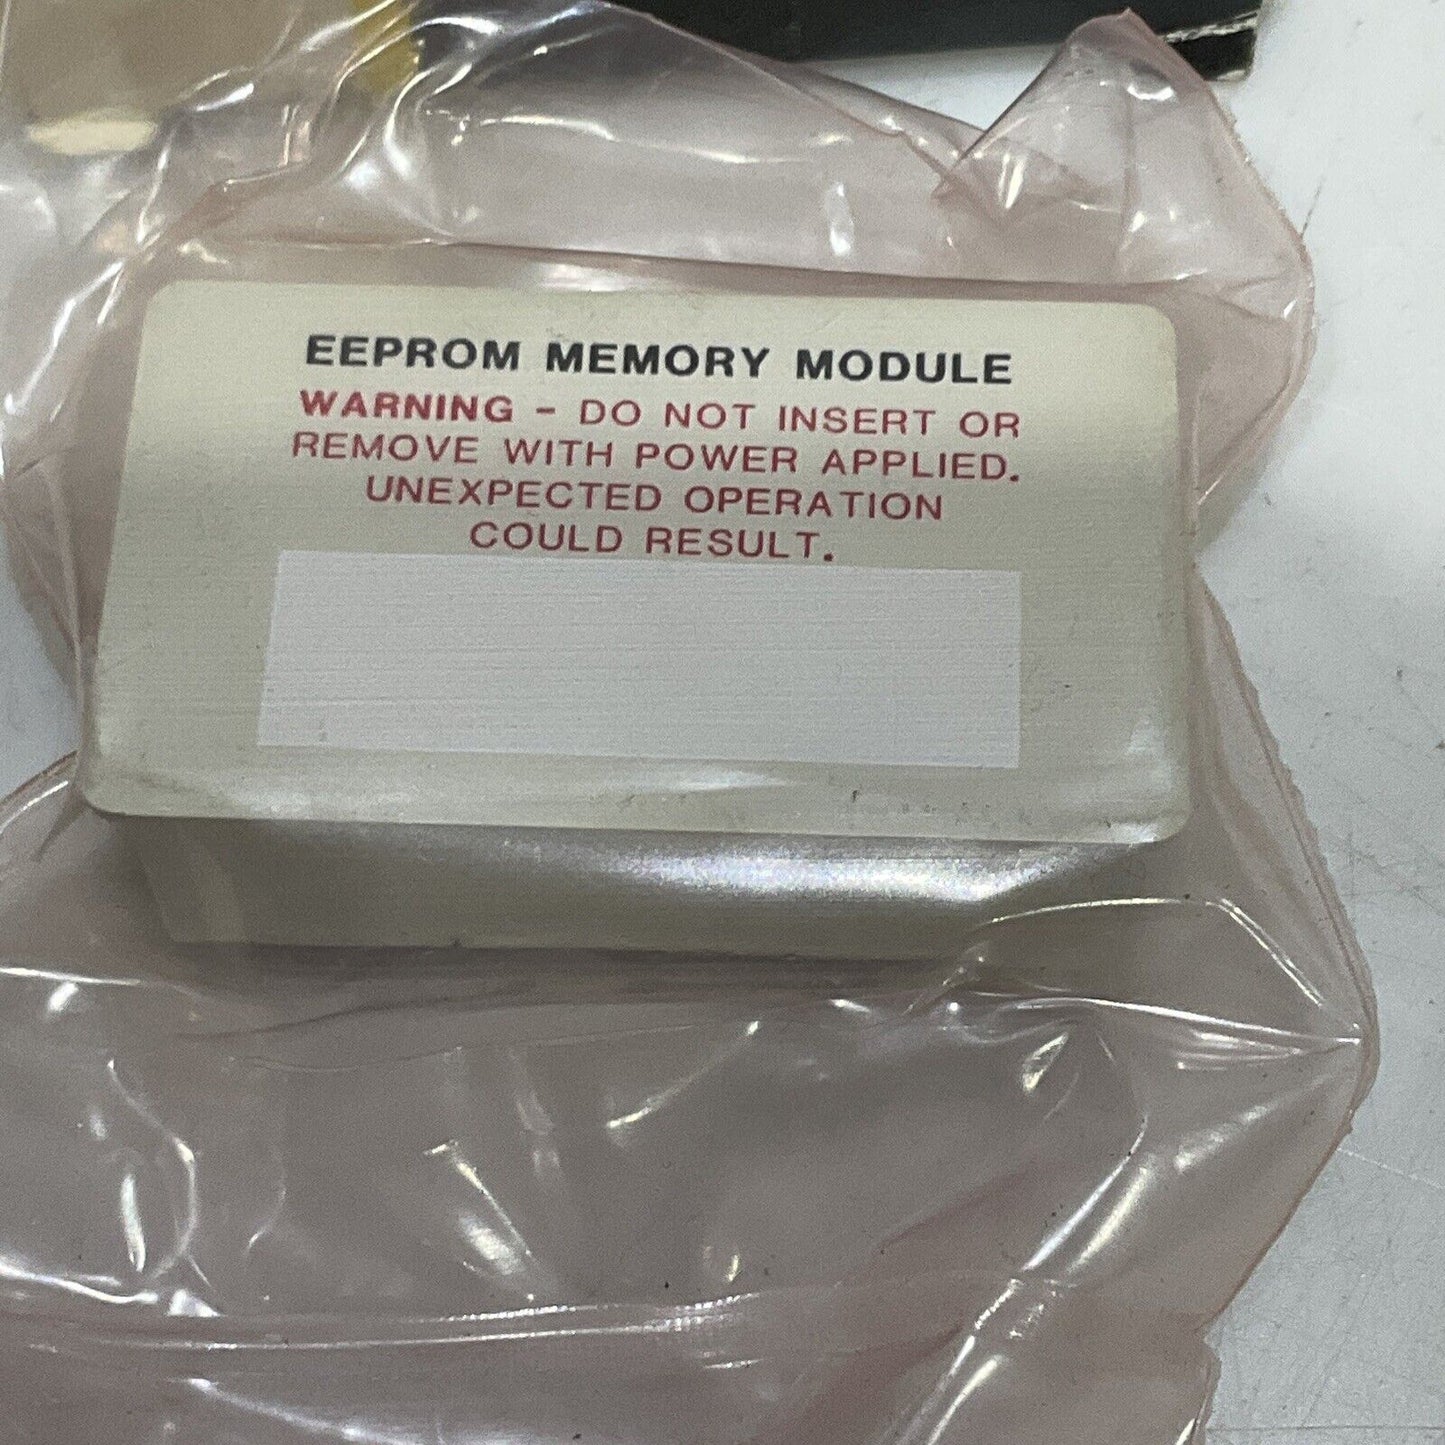 EEPROM MEMORY MODULE
WARNING - DO NOT INSERT OR
REMOVE WITH POWER APPLIED.
UNEXPECTED OPERATION
COULD RESULT.